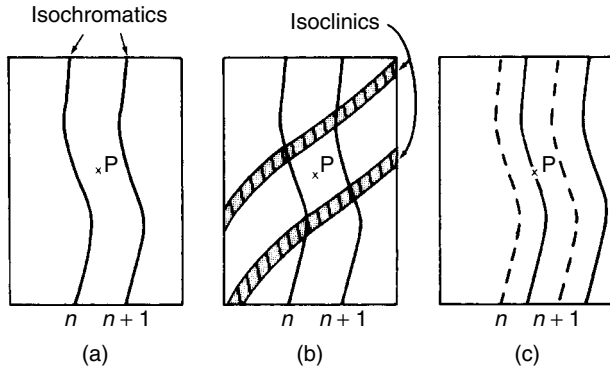 Isochromatics
Isoclinics
P
P
P
n n + 1
n n + 1
n n + 1
(a) (b) (c)